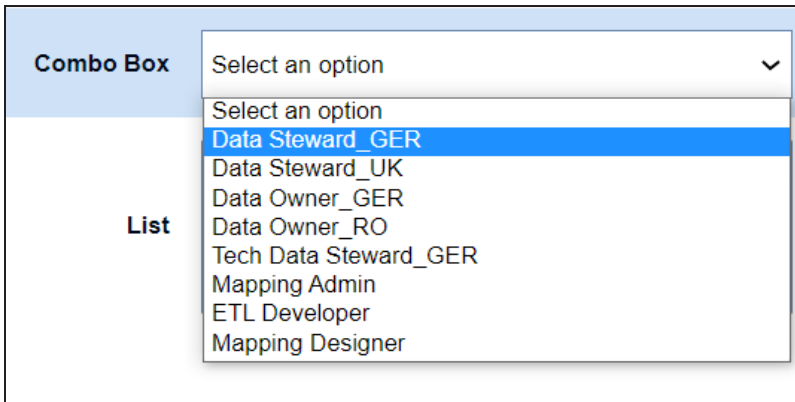 Combo Box
Select an option
Select an option
Data Steward_GER
Data Steward_UK
Data Owner_GER
Data Owner_RO
List
Tech Data Steward_GER
Mapping Admin
ETL Developer
Mapping Designer